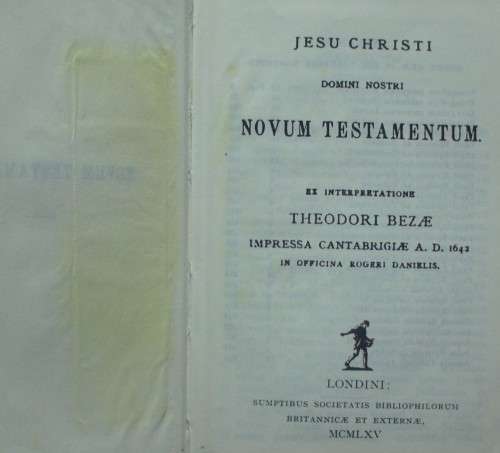 JESU CHRISTI
DOMINI NOSTRI
NOVUM TESTAMENTUM.
EX INTERPRETATIONE
THEODORI BEZÆ
IMPRESSA CANTABRIGIÆ A. D. 1642
IN OFFICINA ROGERI DANIELIS.
LONDINI:
SUMPTIBUS SOCIETATIS BIBLIOPHILORUM
BRITANNICÆ ET EXTERNÆ,
MCMLXV